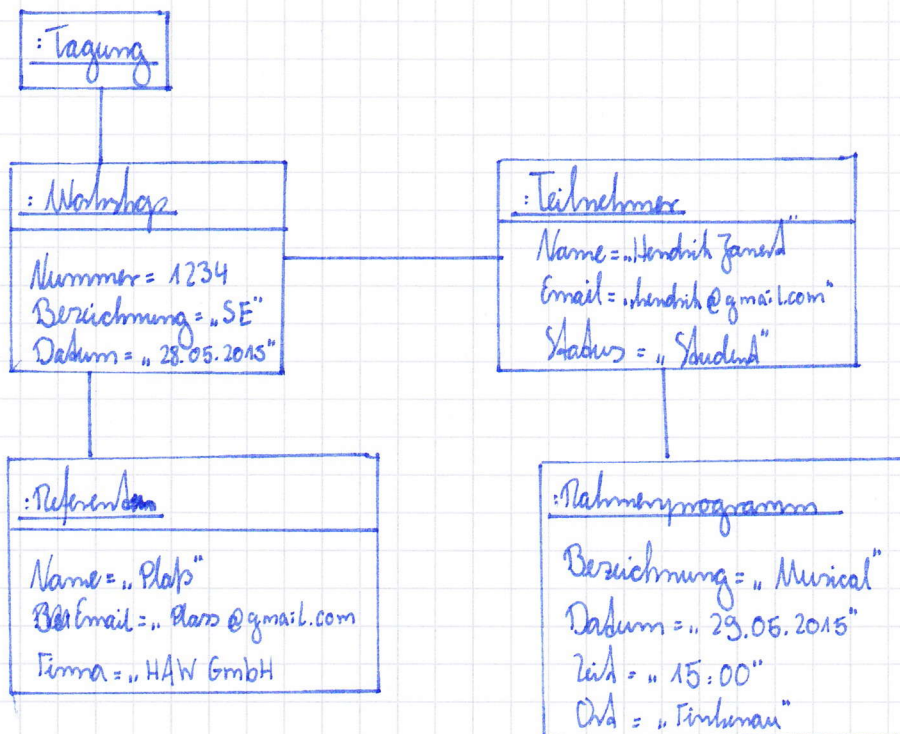 :Tagung
:Workshop
Nummer = 1234
Bezeichnung = „SE"
Datum = „28.05.2015"
:Teilnehmer
Name = „Hendrik Zanert"
Email = „hendrik@gmail.com"
Status = „Student"
:Referent
Name = „Plaß"
Email = „Plass@gmail.com
Firma = „HAW GmbH
:Rahmenprogramm
Bezeichnung = „Musical"
Datum = „29.05.2015"
Zeit = „15:00"
Ort = „Finkenau"